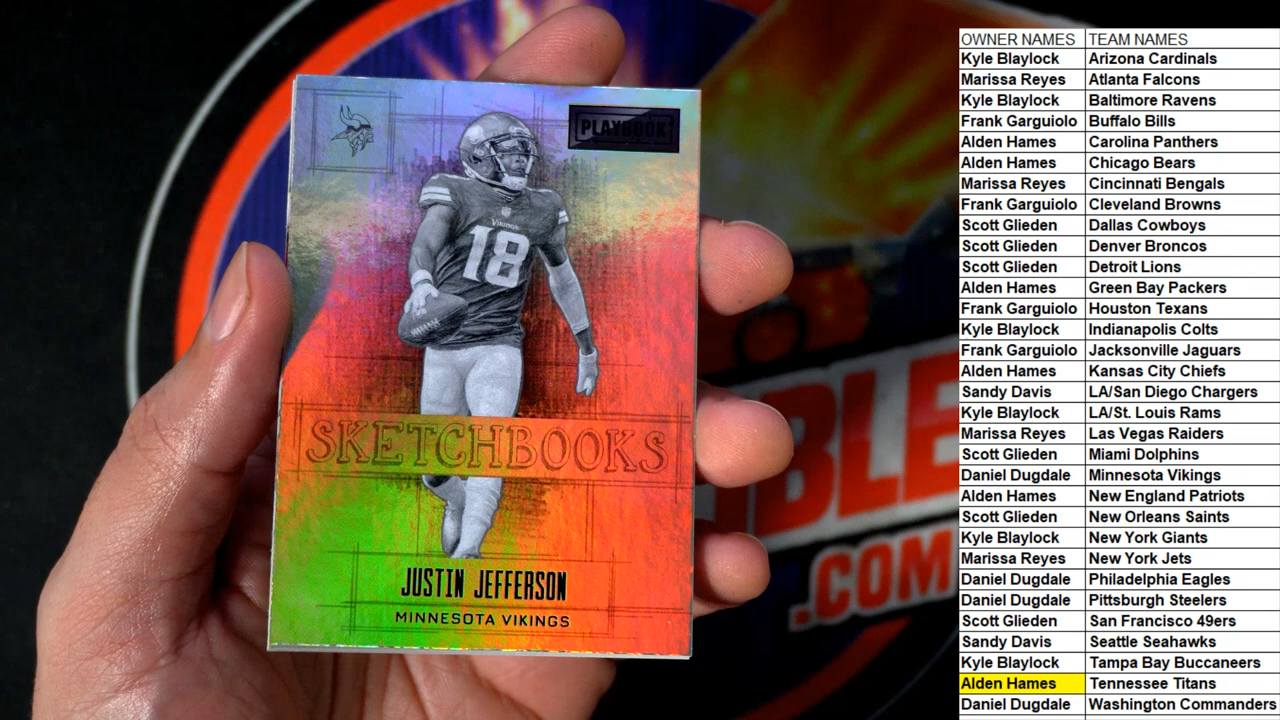 PLAYBOOK
VIKINGS
18
SKETCHBOOKS
JUSTIN JEFFERSON
MINNESOTA VIKINGS
BLE
.COM
OWNER NAMES TEAM NAMES
Kyle Blaylock Arizona Cardinals
Marissa Reyes Atlanta Falcons
Kyle Blaylock Baltimore Ravens
Frank Garguiolo Buffalo Bills
Alden Hames Carolina Panthers
Alden Hames Chicago Bears
Marissa Reyes Cincinnati Bengals
Frank Garguiolo Cleveland Browns
Scott Glieden Dallas Cowboys
Scott Glieden Denver Broncos
Scott Glieden Detroit Lions
Alden Hames Green Bay Packers
Frank Garguiolo Houston Texans
Kyle Blaylock Indianapolis Colts
Frank Garguiolo Jacksonville Jaguars
Alden Hames Kansas City Chiefs
Sandy Davis LA/San Diego Chargers
Kyle Blaylock LA/St. Louis Rams
Marissa Reyes Las Vegas Raiders
Scott Glieden Miami Dolphins
Daniel Dugdale Minnesota Vikings
Alden Hames New England Patriots
Scott Glieden New Orleans Saints
Kyle Blaylock New York Giants
Marissa Reyes New York Jets
Daniel Dugdale Philadelphia Eagles
Daniel Dugdale Pittsburgh Steelers
Scott Glieden San Francisco 49ers
Sandy Davis Seattle Seahawks
Kyle Blaylock Tampa Bay Buccaneers
Alden Hames Tennessee Titans
Daniel Dugdale Washington Commanders